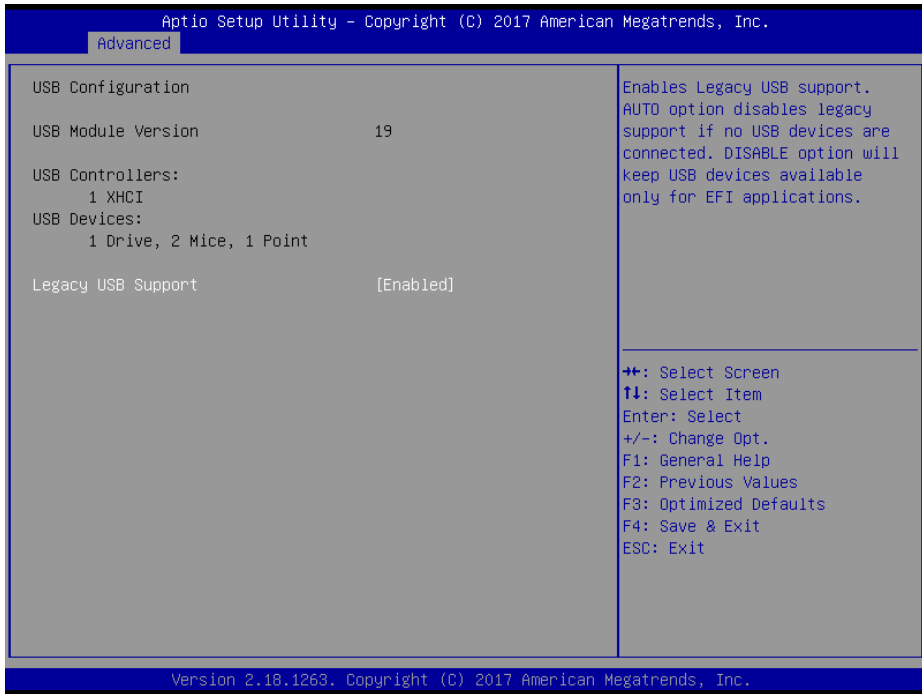 Aptio Setup Utility – Copyright (C) 2017 American Megatrends, Inc.
Advanced
USB Configuration
USB Module Version 19
USB Controllers:
1 XHCI
USB Devices:
1 Drive, 2 Mice, 1 Point
Legacy USB Support [Enabled]
Enables Legacy USB support.
AUTO option disables legacy
support if no USB devices are
connected. DISABLE option will
keep USB devices available
only for EFI applications.
→←: Select Screen
↑↓: Select Item
Enter: Select
+/-: Change Opt.
F1: General Help
F2: Previous Values
F3: Optimized Defaults
F4: Save & Exit
ESC: Exit
Version 2.18.1263. Copyright (C) 2017 American Megatrends, Inc.